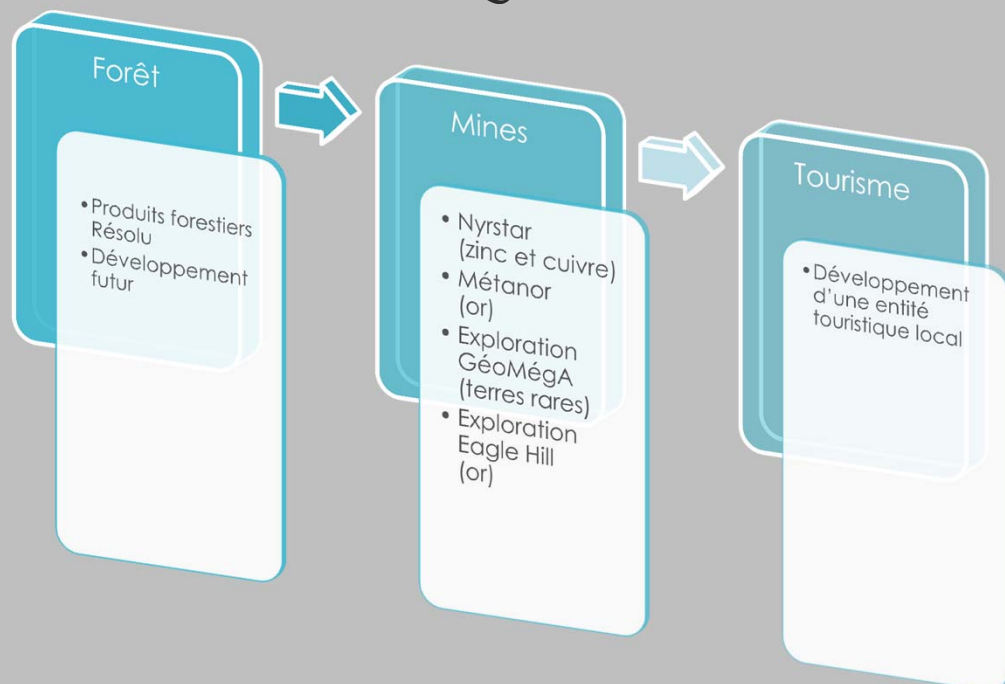 Forêt
• Produits forestiers
Résolu
• Développement
futur
Mines
• Nyrstar
(zinc et cuivre)
• Métanor
(or)
• Exploration
GéoMégA
(terres rares)
• Exploration
Eagle Hill
(or)
Tourisme
• Développement
d'une entité
touristique local